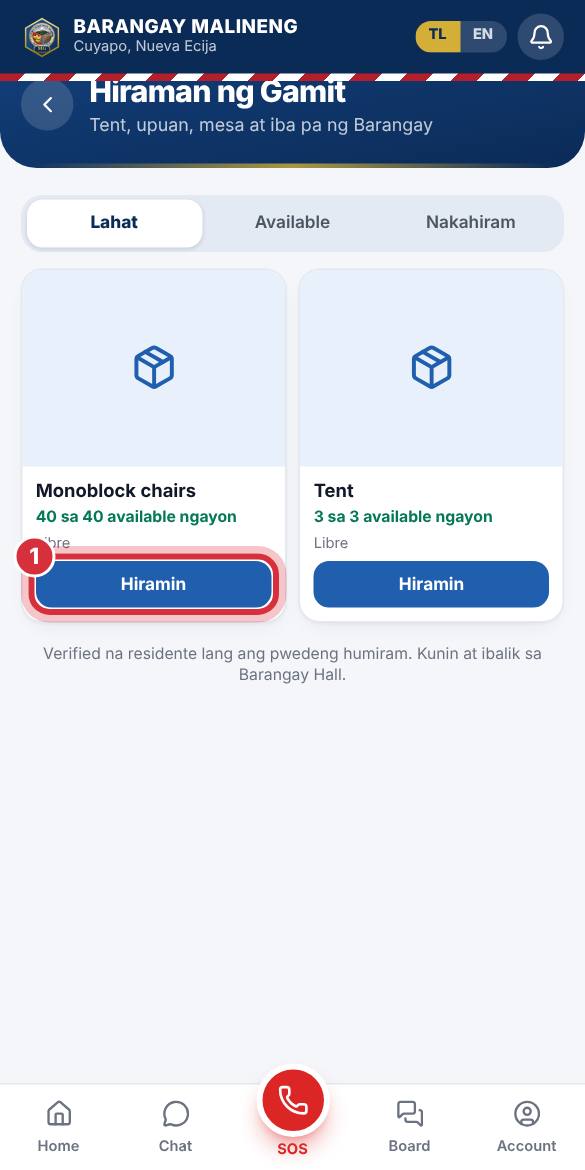 BARANGAY MALINENG
Cuyapo, Nueva Ecija
TL EN
Hiraman ng Gamit
Tent, upuan, mesa at iba pa ng Barangay
Lahat Available Nakahiram
Monoblock chairs
40 sa 40 available ngayon
Libre
1
Hiramin
Tent
3 sa 3 available ngayon
Libre
Hiramin
Verified na residente lang ang pwedeng humiram. Kunin at ibalik sa
Barangay Hall.
Home Chat SOS Board Account